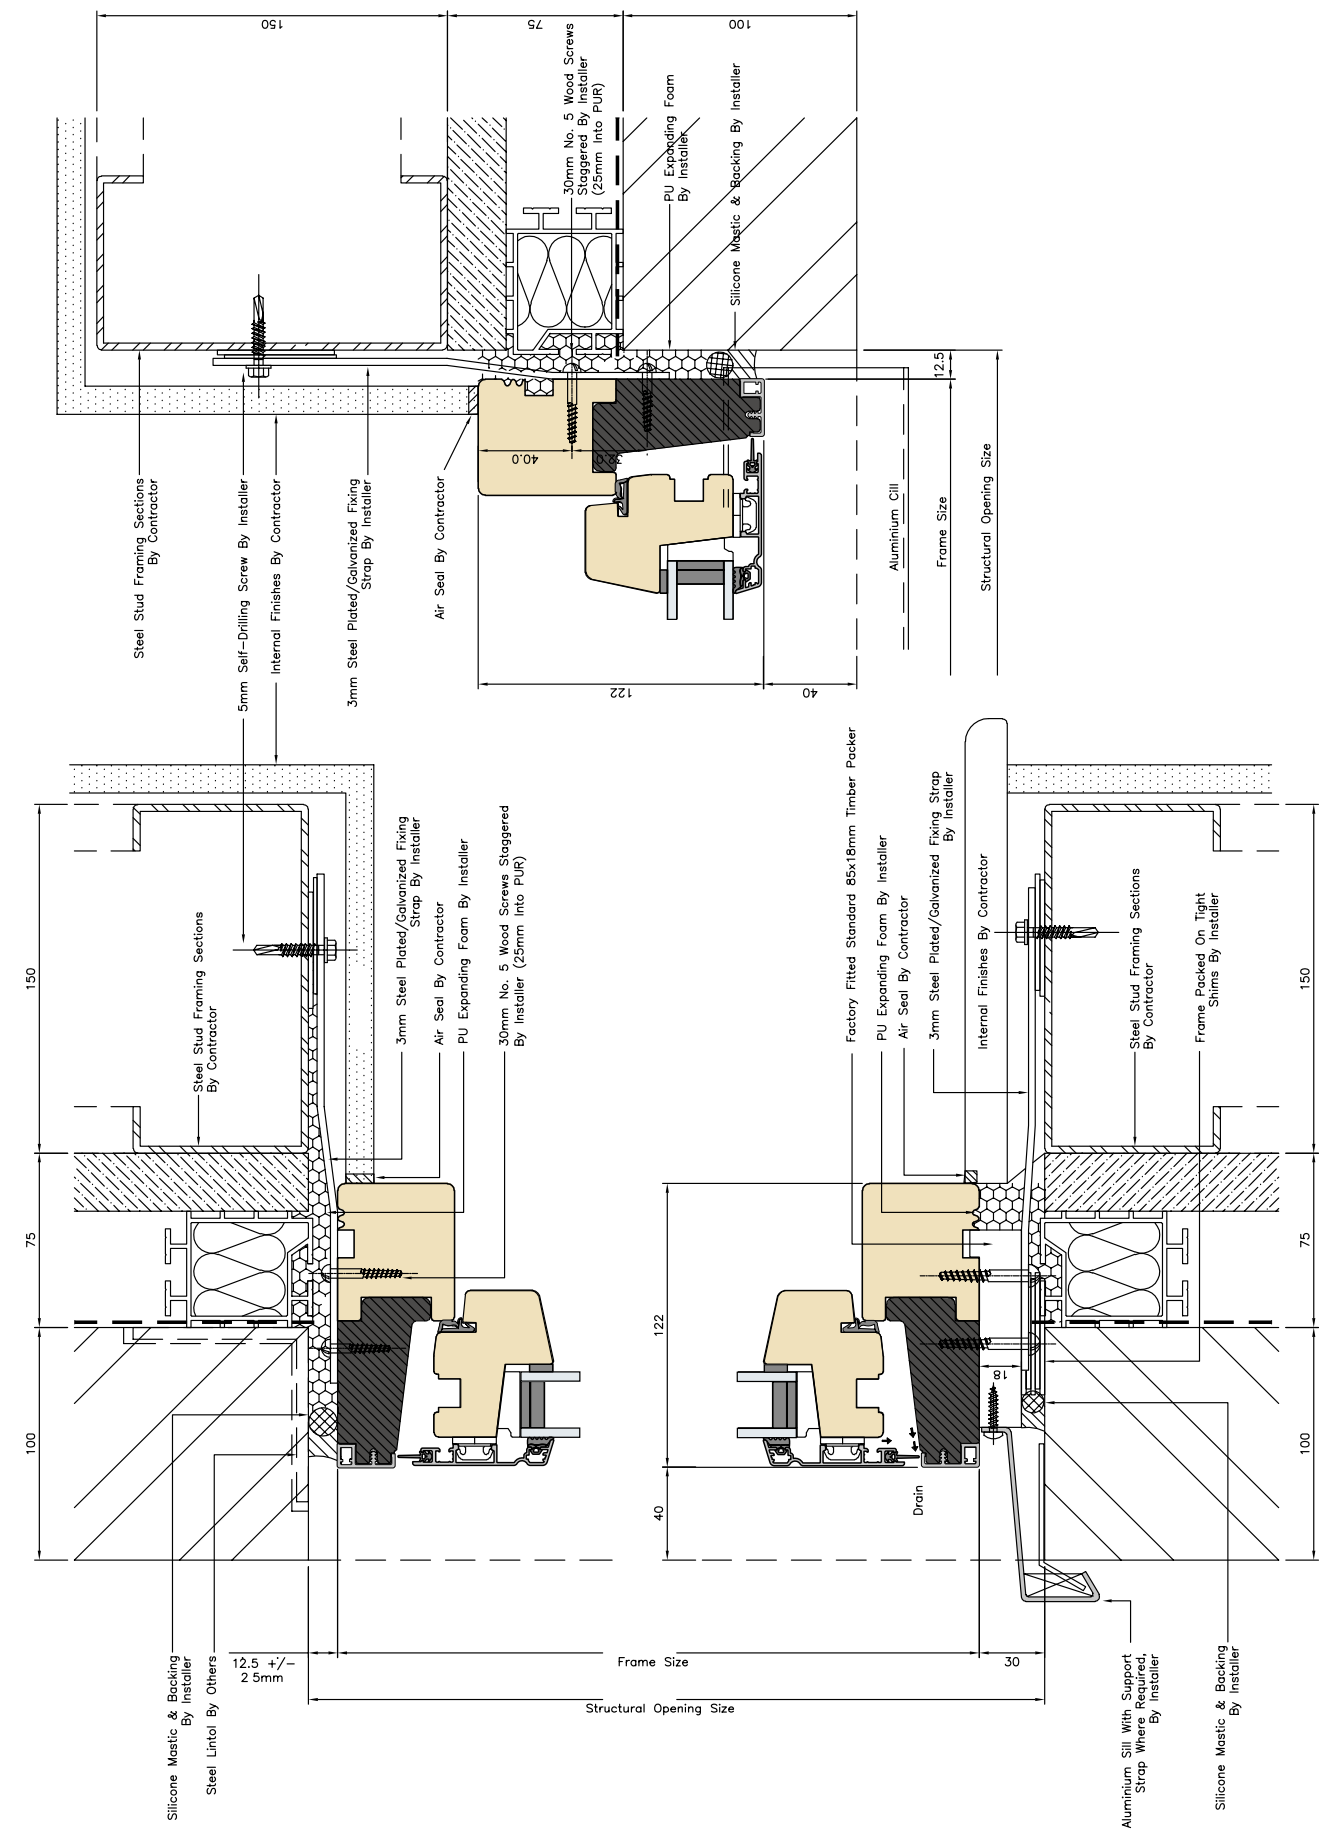 150
75
100
30mm No. 5 Wood Screws
Staggered By Installer
(25mm Into PUR)
PU Expanding Foam
By Installer
Silicone Mastic & Backing By Installer
12.5
40.0
32.0
Steel Stud Framing Sections
By Contractor
5mm Self-Drilling Screw By Installer
Internal Finishes By Contractor
3mm Steel Plated/Galvanized Fixing
Strap By Installer
Air Seal By Contractor
Aluminium Cill
Frame Size
Structural Opening Size
122
40
150
75
100
Steel Stud Framing Sections
By Contractor
3mm Steel Plated/Galvanized Fixing
Strap By Installer
Air Seal By Contractor
PU Expanding Foam By Installer
30mm No. 5 Wood Screws Staggered
By Installer (25mm Into PUR)
Silicone Mastic & Backing
By Installer
Steel Lintol By Others
12.5 +/-
2 5mm
Frame Size
Structural Opening Size
30
Factory Fitted Standard 85x18mm Timber Packer
PU Expanding Foam By Installer
Air Seal By Contractor
3mm Steel Plated/Galvanized Fixing Strap
By Installer
Internal Finishes By Contractor
Steel Stud Framing Sections
By Contractor
Frame Packed On Tight
Shims By Installer
122
40
18
Drain
150
75
100
Aluminium Sill With Support
Strap Where Required,
By Installer
Silicone Mastic & Backing
By Installer